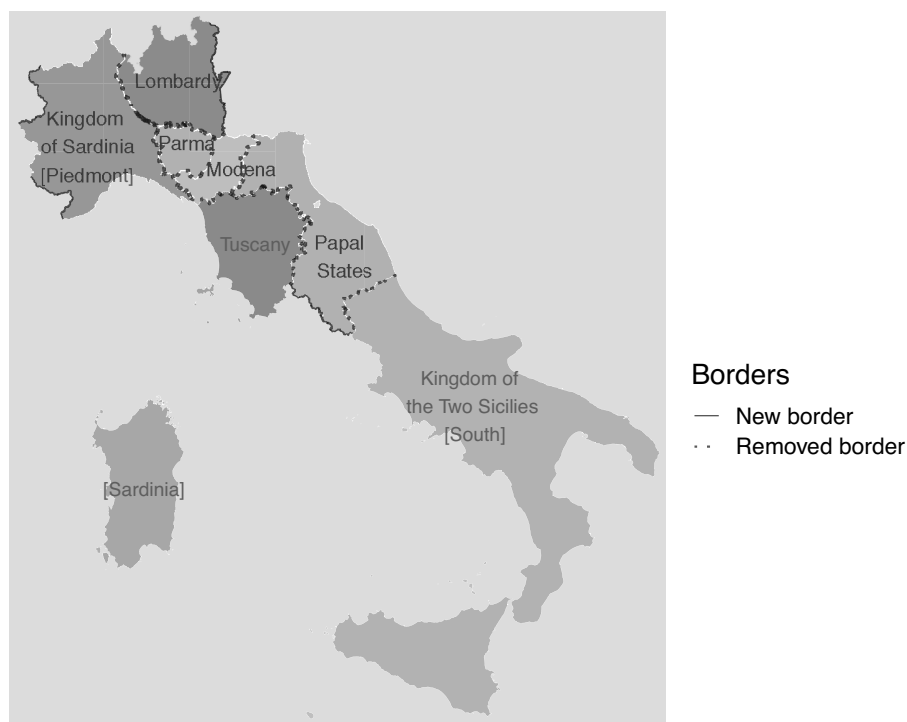 Lombardy
Kingdom
of Sardinia
[Piedmont]
Parma
Modena
Tuscany
Papal
States
Kingdom of
the Two Sicilies
[South]
[Sardinia]
Borders
New border
Removed border